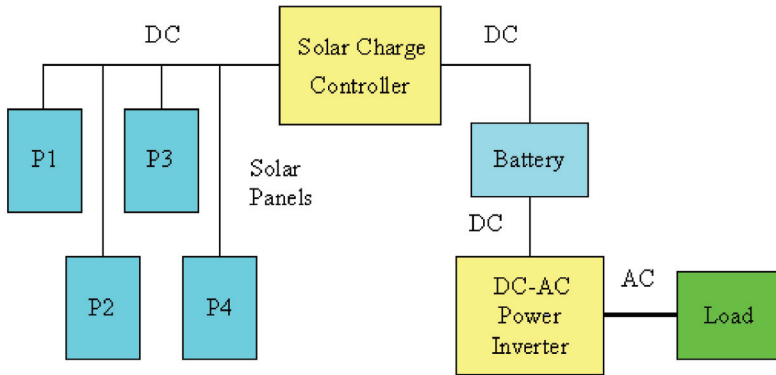 DC
Solar Charge
Controller
DC
P1
P3
Solar
Panels
Battery
DC
P2
P4
DC-AC
Power
Inverter
AC
Load